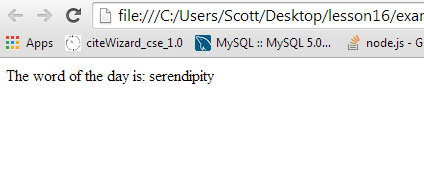 file:///C:/Users/Scott/Desktop/lesson16/exa
Apps citeWizard_cse_1.0 MySQL :: MySQL 5.0... node.js - G
The word of the day is: serendipity